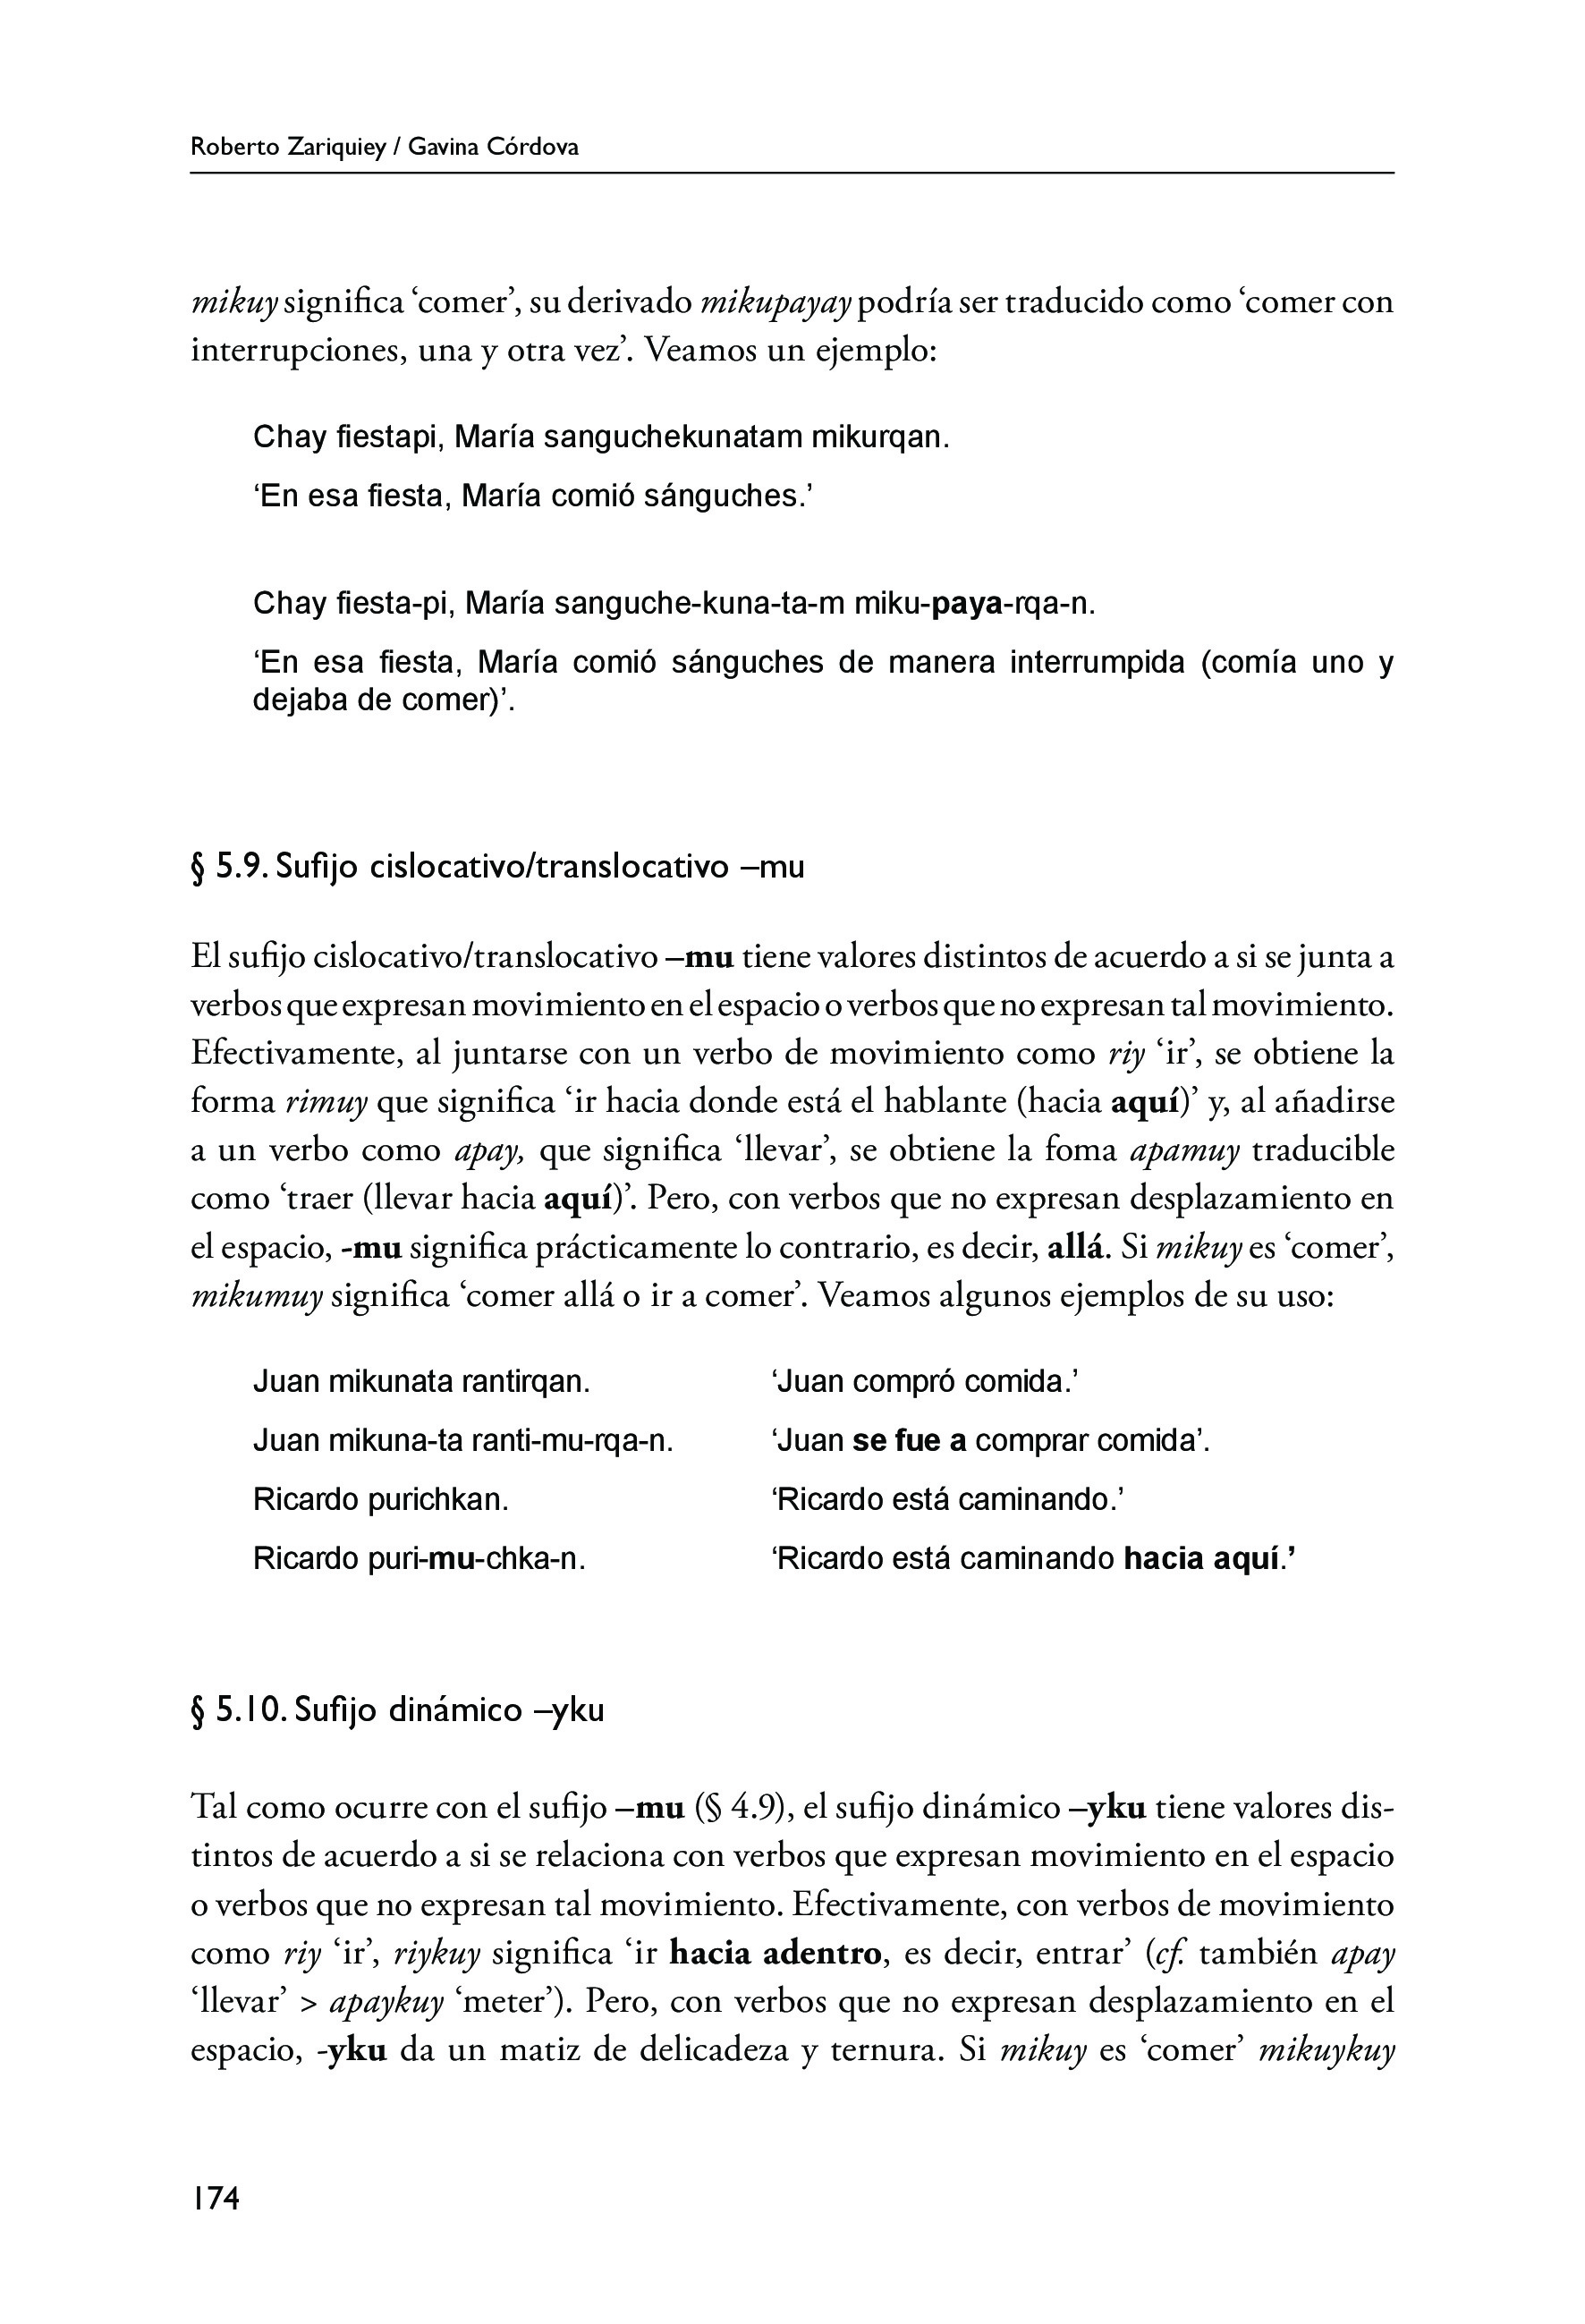 Roberto Zariquiey / Gavina Córdova
mikuy significa ‘comer’, su derivado mikupayay podría ser traducido como ‘comer con
interrupciones, una y otra vez’. Veamos un ejemplo:
Chay fiestapi, María sanguchekunatam mikurqan.
‘En esa fiesta, María comió sánguches.’
Chay fiesta-pi, María sanguche-kuna-ta-m miku-paya-rqa-n.
‘En esa fiesta, María comió sánguches de manera interrumpida (comía uno y
dejaba de comer)’.
§ 5.9. Sufijo cislocativo/translocativo –mu
El sufijo cislocativo/translocativo –mu tiene valores distintos de acuerdo a si se junta a
verbos que expresan movimiento en el espacio o verbos que no expresan tal movimiento.
Efectivamente, al juntarse con un verbo de movimiento como riy ‘ir’, se obtiene la
forma rimuy que significa ‘ir hacia donde está el hablante (hacia aquí)’ y, al añadirse
a un verbo como apay, que significa ‘llevar’, se obtiene la foma apamuy traducible
como ‘traer (llevar hacia aquí)’. Pero, con verbos que no expresan desplazamiento en
el espacio, -mu significa prácticamente lo contrario, es decir, allá. Si mikuy es ‘comer’,
mikumuy significa ‘comer allá o ir a comer’. Veamos algunos ejemplos de su uso:
Juan mikunata rantirqan. ‘Juan compró comida.’
Juan mikuna-ta ranti-mu-rqa-n. ‘Juan se fue a comprar comida’.
Ricardo purichkan. ‘Ricardo está caminando.’
Ricardo puri-mu-chka-n. ‘Ricardo está caminando hacia aquí.’
§ 5.10. Sufijo dinámico –yku
Tal como ocurre con el sufijo –mu (§ 4.9), el sufijo dinámico –yku tiene valores dis-
tintos de acuerdo a si se relaciona con verbos que expresan movimiento en el espacio
o verbos que no expresan tal movimiento. Efectivamente, con verbos de movimiento
como riy ‘ir’, riykuy significa ‘ir hacia adentro, es decir, entrar’ (cf. también apay
‘llevar’ > apaykuy ‘meter’). Pero, con verbos que no expresan desplazamiento en el
espacio, -yku da un matiz de delicadeza y ternura. Si mikuy es ‘comer’ mikuykuy
174